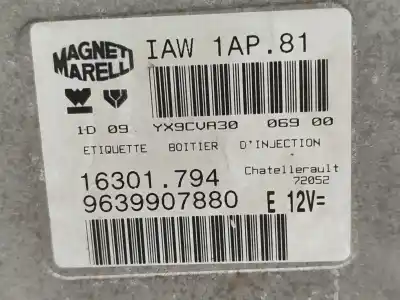 MAGNETI MARELLI
IAW 1AP.81
1D 09 YX9CVA30 069 00
ETIQUETTE BOITIER D'INJECTION
16301.794
Chatellerault
72052
9639907880
E 12V=